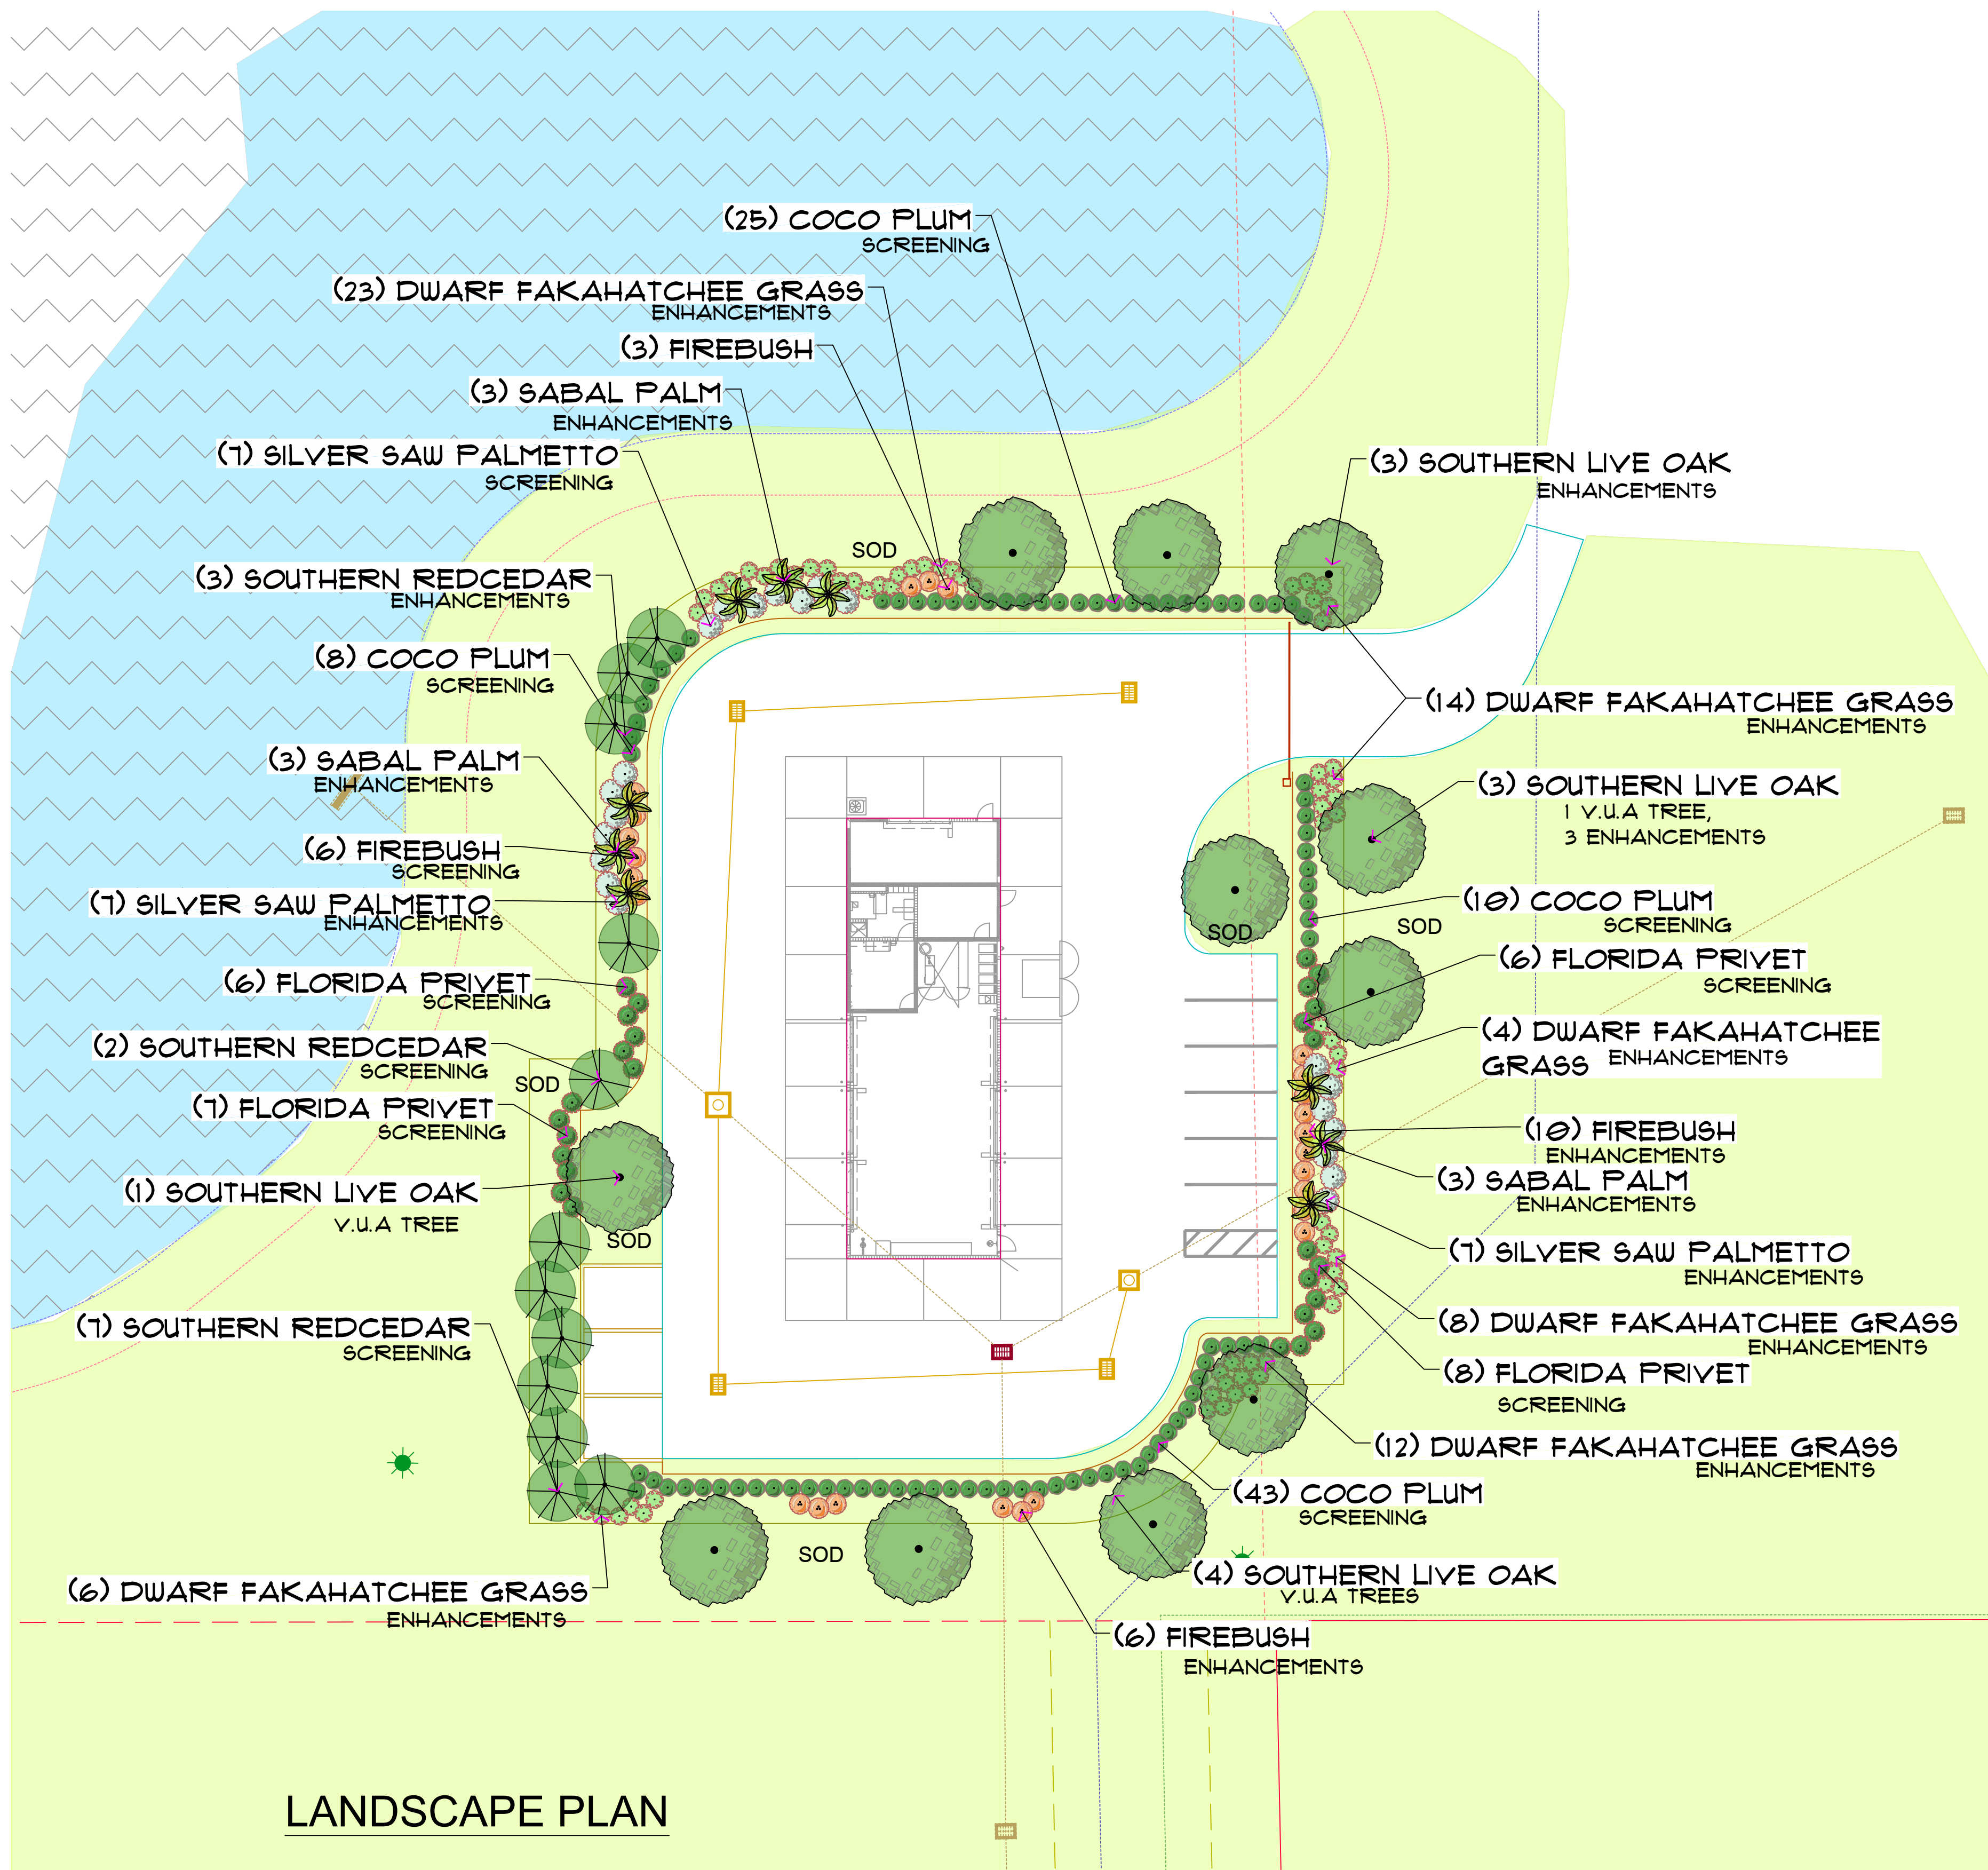 (25) COCO PLUM
SCREENING
(23) DWARF FAKAHATCHEE GRASS
ENHANCEMENTS
(3) FIREBUSH
(3) SABAL PALM
ENHANCEMENTS
(7) SILVER SAW PALMETTO
SCREENING
(3) SOUTHERN LIVE OAK
ENHANCEMENTS
SOD
(3) SOUTHERN REDCEDAR
ENHANCEMENTS
(8) COCO PLUM
SCREENING
(14) DWARF FAKAHATCHEE GRASS
ENHANCEMENTS
(3) SABAL PALM
ENHANCEMENTS
(3) SOUTHERN LIVE OAK
1 V.U.A TREE,
3 ENHANCEMENTS
(6) FIREBUSH
SCREENING
(7) SILVER SAW PALMETTO
ENHANCEMENTS
(10) COCO PLUM
SCREENING
SOD
SOD
(6) FLORIDA PRIVET
SCREENING
(6) FLORIDA PRIVET
SCREENING
(2) SOUTHERN REDCEDAR
SCREENING
(4) DWARF FAKAHATCHEE
GRASS ENHANCEMENTS
SOD
(7) FLORIDA PRIVET
SCREENING
(10) FIREBUSH
ENHANCEMENTS
(1) SOUTHERN LIVE OAK
V.U.A TREE
(3) SABAL PALM
ENHANCEMENTS
SOD
(7) SILVER SAW PALMETTO
ENHANCEMENTS
(7) SOUTHERN REDCEDAR
SCREENING
(8) DWARF FAKAHATCHEE GRASS
ENHANCEMENTS
(8) FLORIDA PRIVET
SCREENING
(12) DWARF FAKAHATCHEE GRASS
ENHANCEMENTS
(43) COCO PLUM
SCREENING
SOD
(6) DWARF FAKAHATCHEE GRASS
ENHANCEMENTS
(4) SOUTHERN LIVE OAK
V.U.A TREES
(6) FIREBUSH
ENHANCEMENTS
LANDSCAPE PLAN